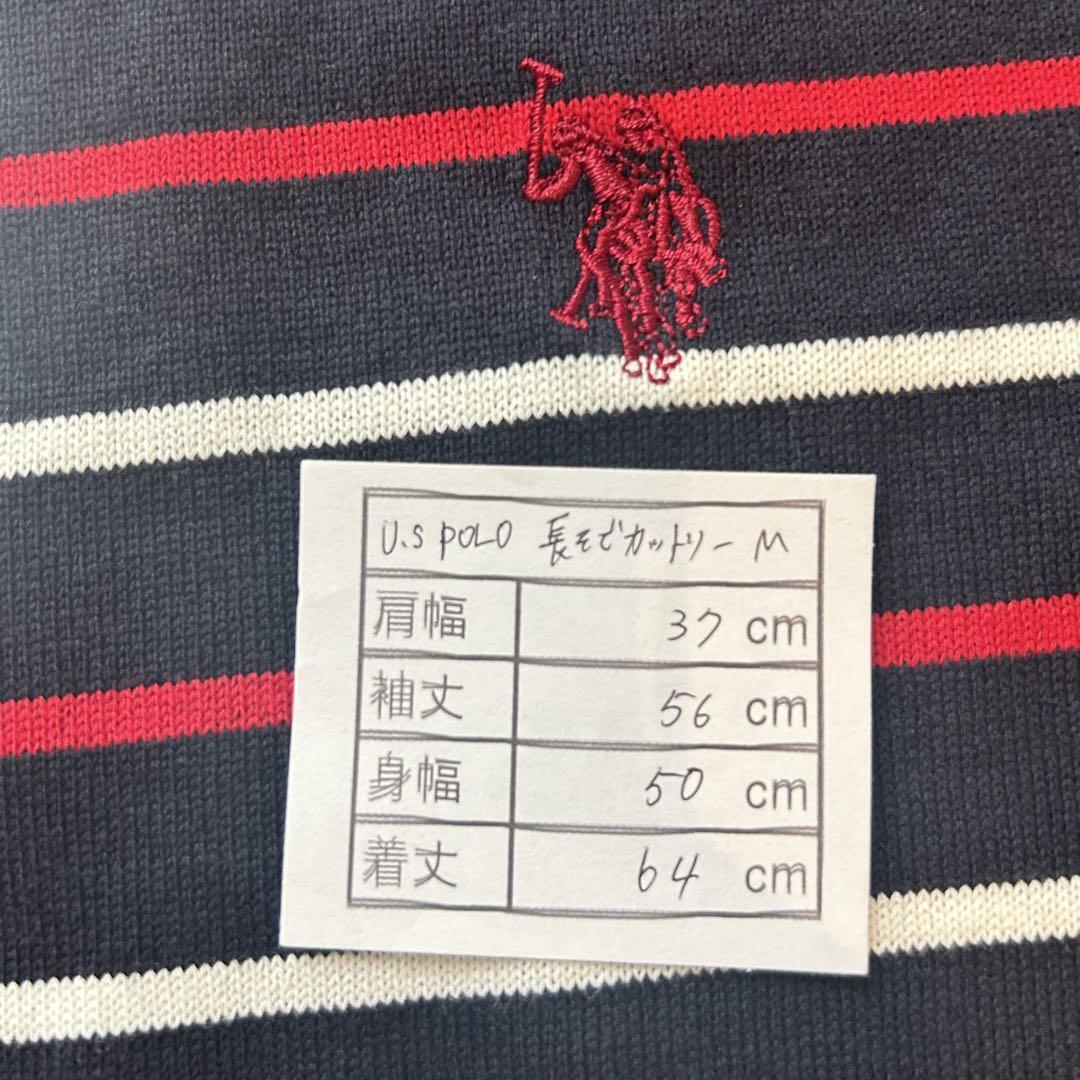 U.S POLO 長そでカットソー M
肩幅 37 cm
袖丈 56 cm
身幅 50 cm
着丈 64 cm